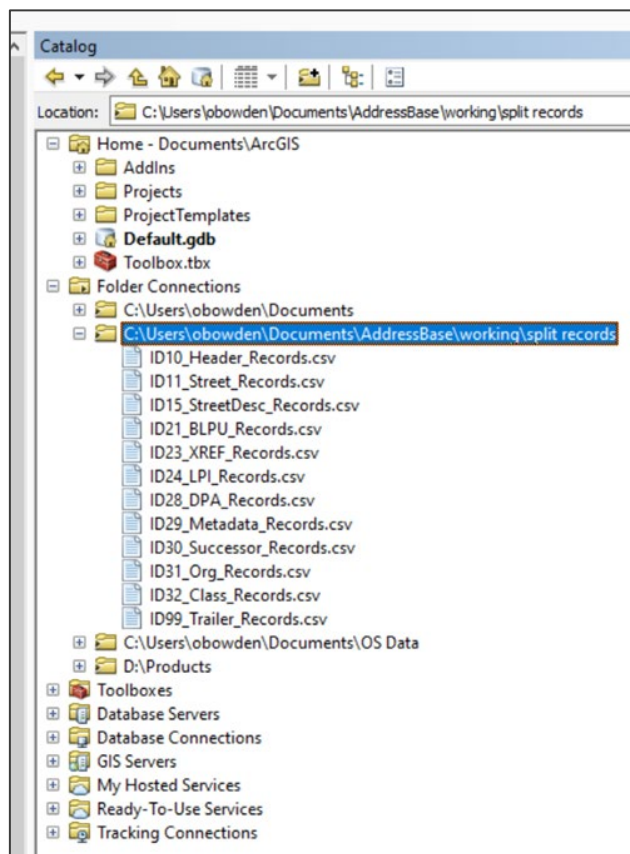 Catalog
Location: C:\Users\obowden\Documents\AddressBase\working\split records
Home - Documents\ArcGIS
AddIns
Projects
ProjectTemplates
Default.gdb
Toolbox.tbx
Folder Connections
C:\Users\obowden\Documents
C:\Users\obowden\Documents\AddressBase\working\split records
ID10_Header_Records.csv
ID11_Street_Records.csv
ID15_StreetDesc_Records.csv
ID21_BLPU_Records.csv
ID23_XREF_Records.csv
ID24_LPI_Records.csv
ID28_DPA_Records.csv
ID29_Metadata_Records.csv
ID30_Successor_Records.csv
ID31_Org_Records.csv
ID32_Class_Records.csv
ID99_Trailer_Records.csv
C:\Users\obowden\Documents\OS Data
D:\Products
Toolboxes
Database Servers
Database Connections
GIS Servers
My Hosted Services
Ready-To-Use Services
Tracking Connections